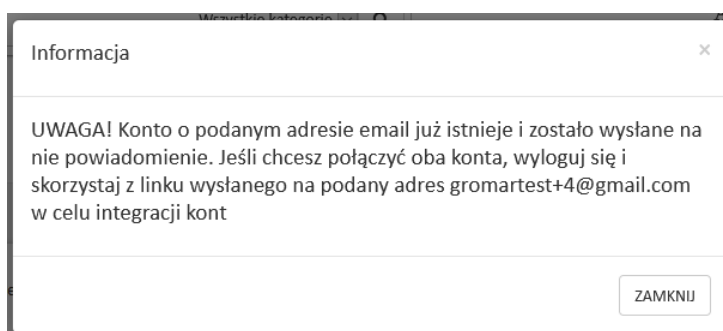 Wszystkie kategorie
Informacja
×
UWAGA! Konto o podanym adresie email już istnieje i zostało wysłane na
nie powiadomienie. Jeśli chcesz połączyć oba konta, wyloguj się i
skorzystaj z linku wysłanego na podany adres gromartest+4@gmail.com
w celu integracji kont
ZAMKNIJ